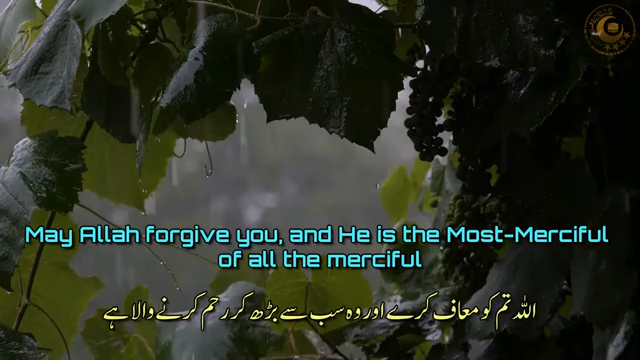 May Allah forgive you, and He is the Most-Merciful
of all the merciful
اللہ تم کو معاف کرے اور وہ سب سے بڑھ کر رحم کرنے والا ہے